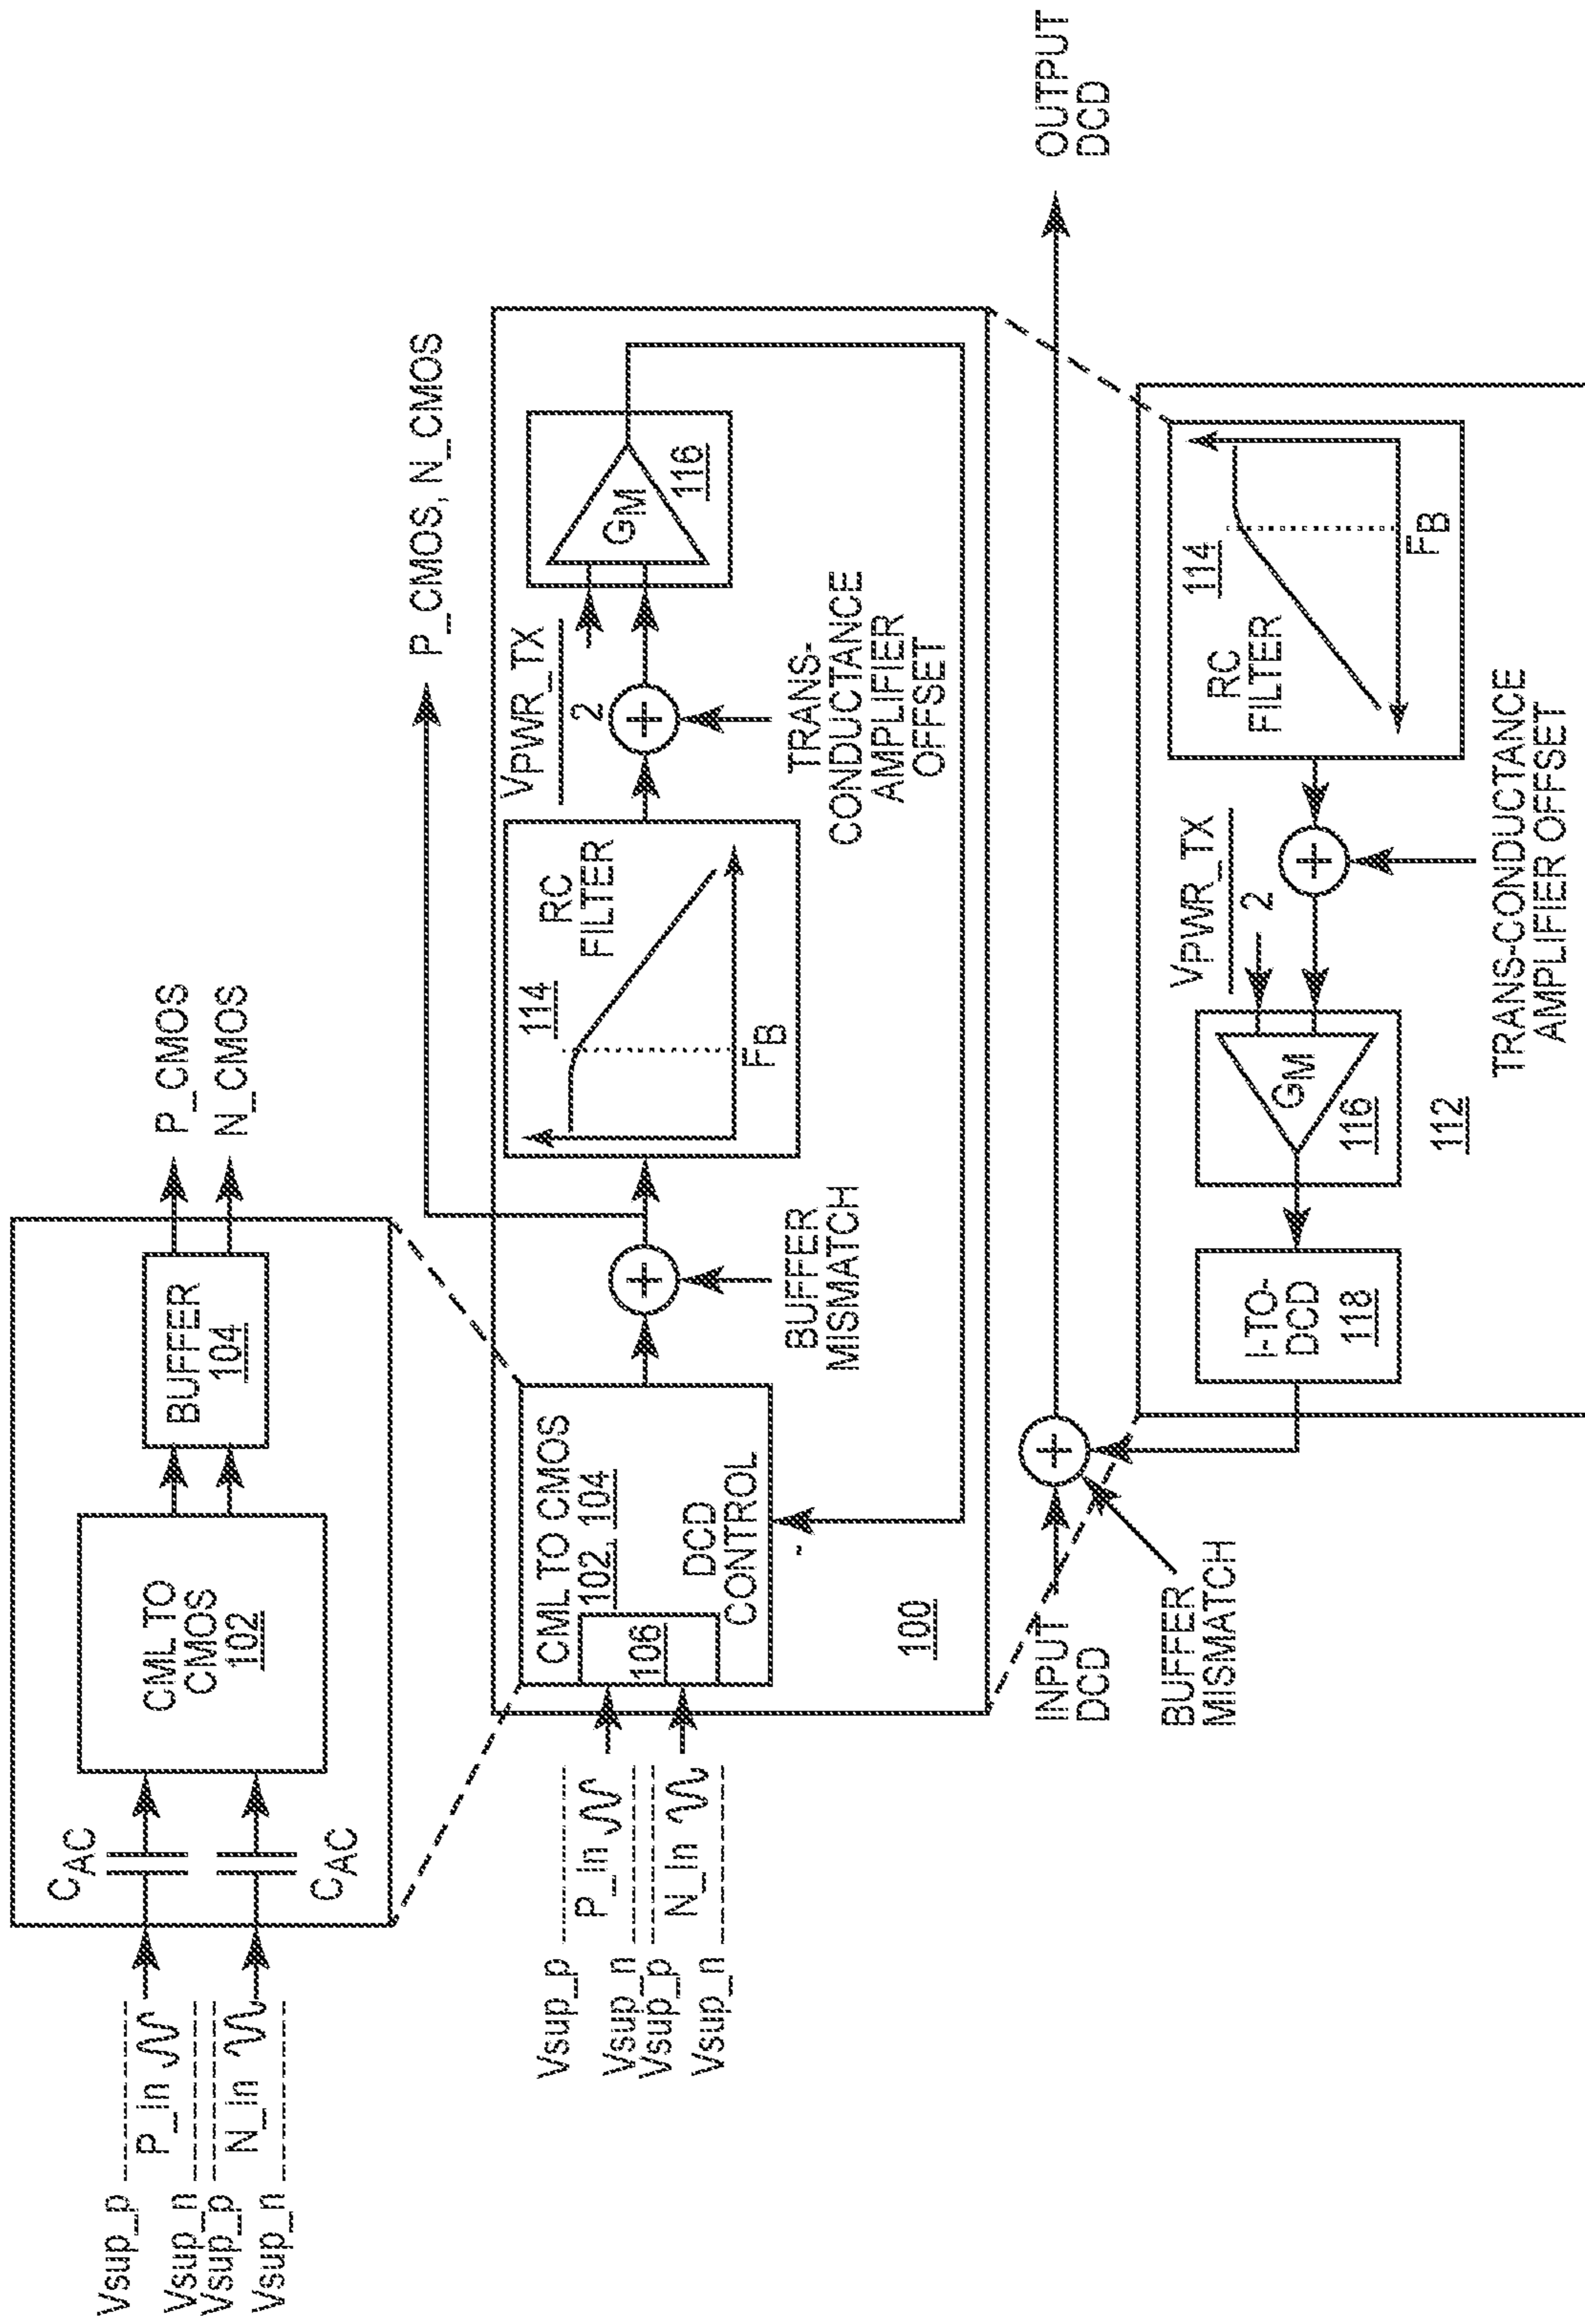 Vsup_p
P_In
Vsup_n
Vsup_p
N_In
Vsup_n
CAC
CAC
CML TO
CMOS
102
BUFFER
104
P_CMOS
N_CMOS
Vsup_p
P_In
Vsup_n
Vsup_p
N_In
Vsup_n
CML TO CMOS
102, 104
106
DCD
CONTROL
100
BUFFER
MISMATCH
114
RC
FILTER
FB
P_CMOS, N_CMOS
VPWR_TX
2
TRANS-
CONDUCTANCE
AMPLIFIER
OFFSET
GM
116
INPUT
DCD
BUFFER
MISMATCH
OUTPUT
DCD
I-TO-
DCD
118
GM
116
112
VPWR_TX
2
TRANS-CONDUCTANCE
AMPLIFIER OFFSET
RC
FILTER
114
FB